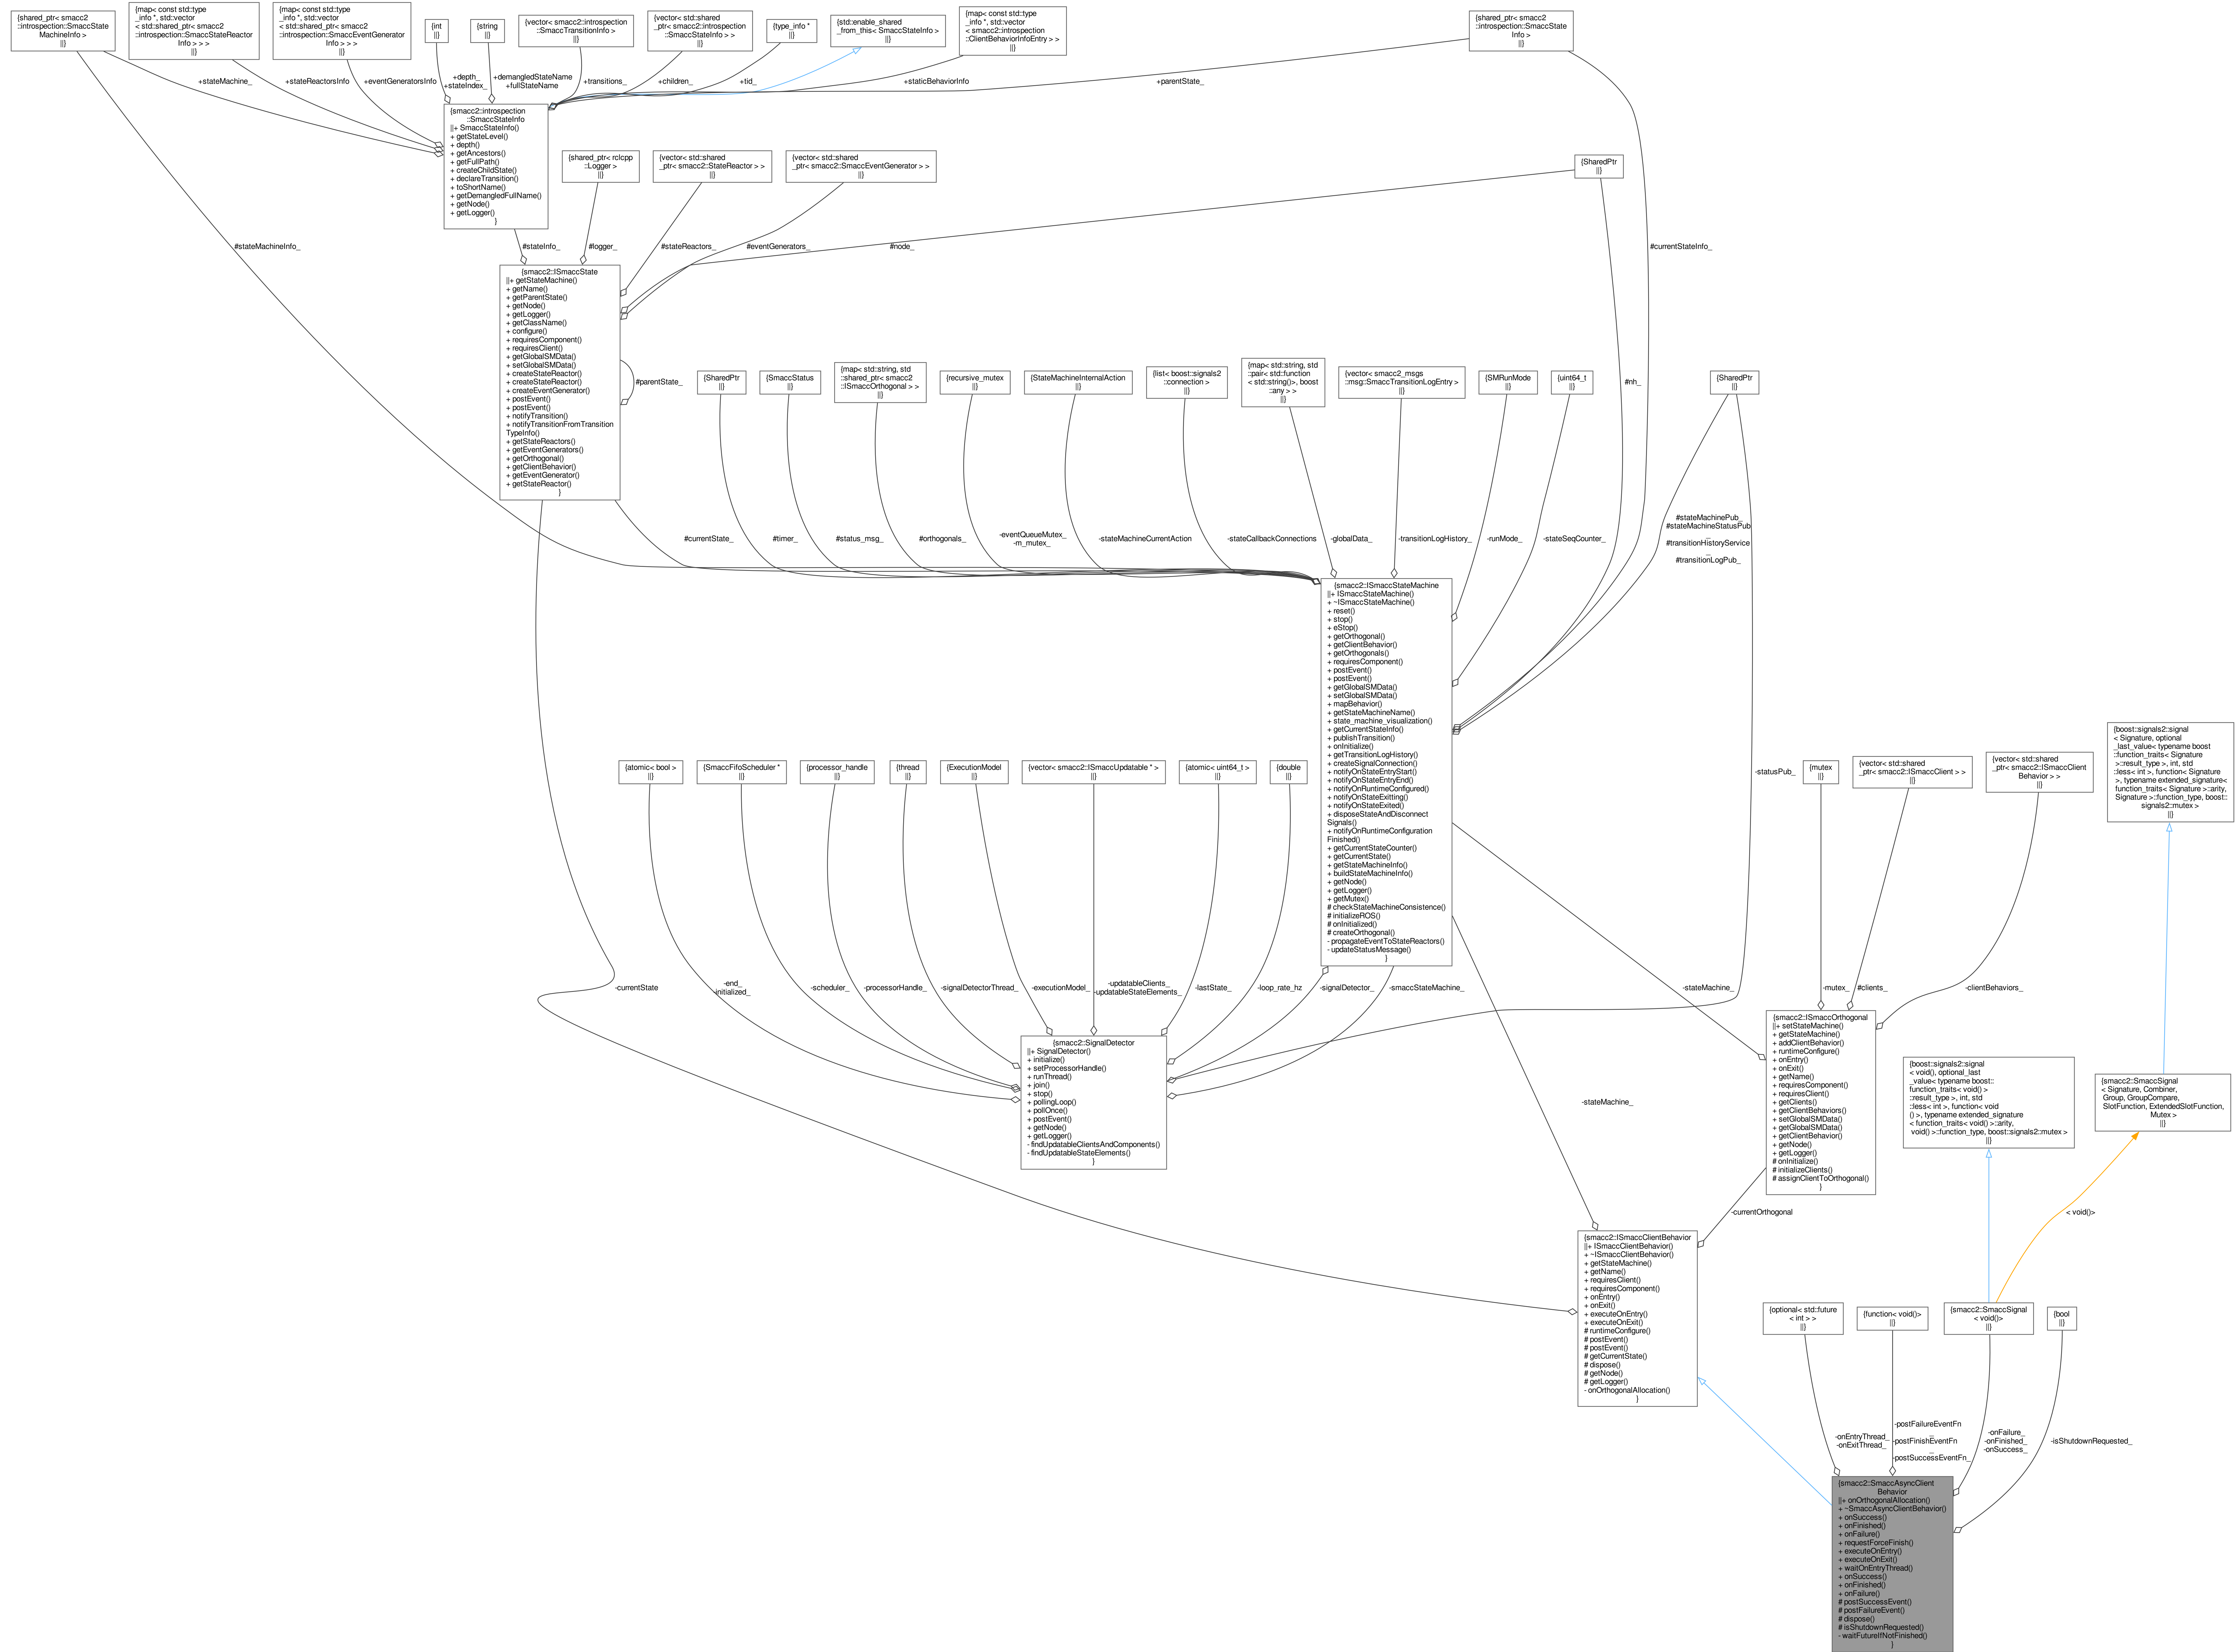 {shared_ptr< smacc2
::introspection::SmaccState
MachineInfo >
||}
{map< const std::type
_info *, std::vector
< std::shared_ptr< smacc2
::introspection::SmaccStateReactor
Info > > >
||}
{map< const std::type
_info *, std::vector
< std::shared_ptr< smacc2
::introspection::SmaccEventGenerator
Info > > >
||}
{int
||}
{string
||}
{vector< smacc2::introspection
::SmaccTransitionInfo >
||}
{vector< std::shared
_ptr< smacc2::introspection
::SmaccStateInfo > >
||}
{type_info *
||}
{std::enable_shared
_from_this< SmaccStateInfo >
||}
{map< const std::type
_info *, std::vector
< smacc2::introspection
::ClientBehaviorInfoEntry > >
||}
{shared_ptr< smacc2
::introspection::SmaccState
Info >
||}
+stateMachine_
+stateReactorsInfo
+eventGeneratorsInfo
+depth_
+stateIndex_
+demangledStateName
+fullStateName
+transitions_
+children_
+tid_
+staticBehaviorInfo
+parentState_
{smacc2::introspection
::SmaccStateInfo
||+ SmaccStateInfo()
+ getStateLevel()
+ depth()
+ getAncestors()
+ getFullPath()
+ createChildState()
+ declareTransition()
+ toShortName()
+ getDemangledFullName()
+ getNode()
+ getLogger()
}
{shared_ptr< rclcpp
::Logger >
||}
{vector< std::shared
_ptr< smacc2::StateReactor > >
||}
{vector< std::shared
_ptr< smacc2::SmaccEventGenerator > >
||}
{SharedPtr
||}
#stateMachineInfo_
#stateInfo_
#logger_
#stateReactors_
#eventGenerators_
#node_
#currentStateInfo_
{smacc2::ISmaccState
||+ getStateMachine()
+ getName()
+ getParentState()
+ getNode()
+ getLogger()
+ getClassName()
+ configure()
+ requiresComponent()
+ requiresClient()
+ getGlobalSMData()
+ setGlobalSMData()
+ createStateReactor()
+ createStateReactor()
+ createEventGenerator()
+ postEvent()
+ postEvent()
+ notifyTransition()
+ notifyTransitionFromTransition
TypeInfo()
+ getStateReactors()
+ getEventGenerators()
+ getOrthogonal()
+ getClientBehavior()
+ getEventGenerator()
+ getStateReactor()
}
#parentState_
#nh_
{SharedPtr
||}
{SmaccStatus
||}
{map< std::string, std
::shared_ptr< smacc2
::ISmaccOrthogonal > >
||}
{recursive_mutex
||}
{StateMachineInternalAction
||}
{list< boost::signals2
::connection >
||}
{map< std::string, std
::pair< std::function
< std::string()>, boost
::any > >
||}
{vector< smacc2_msgs
::msg::SmaccTransitionLogEntry >
||}
{SMRunMode
||}
{uint64_t
||}
{SharedPtr
||}
#currentState_
#timer_
#status_msg_
#orthogonals_
-eventQueueMutex_
-m_mutex_
-stateMachineCurrentAction
-stateCallbackConnections
-globalData_
-transitionLogHistory_
-runMode_
-stateSeqCounter_
#stateMachinePub_
#stateMachineStatusPub
_
#transitionHistoryService
_
#transitionLogPub_
{smacc2::ISmaccStateMachine
||+ ISmaccStateMachine()
+ ~ISmaccStateMachine()
+ reset()
+ stop()
+ eStop()
+ getOrthogonal()
+ getClientBehavior()
+ getOrthogonals()
+ requiresComponent()
+ postEvent()
+ postEvent()
+ getGlobalSMData()
+ setGlobalSMData()
+ mapBehavior()
+ getStateMachineName()
+ state_machine_visualization()
+ getCurrentStateInfo()
+ publishTransition()
+ onInitialize()
+ getTransitionLogHistory()
+ createSignalConnection()
+ notifyOnStateEntryStart()
+ notifyOnStateEntryEnd()
+ notifyOnRuntimeConfigured()
+ notifyOnStateExitting()
+ notifyOnStateExited()
+ disposeStateAndDisconnect
Signals()
+ notifyOnRuntimeConfiguration
Finished()
+ getCurrentStateCounter()
+ getCurrentState()
+ getStateMachineInfo()
+ buildStateMachineInfo()
+ getNode()
+ getLogger()
+ getMutex()
# checkStateMachineConsistence()
# initializeROS()
# onInitialized()
# createOrthogonal()
- propagateEventToStateReactors()
- updateStatusMessage()
}
{atomic< bool >
||}
{SmaccFifoScheduler *
||}
{processor_handle
||}
{thread
||}
{ExecutionModel
||}
{vector< smacc2::ISmaccUpdatable * >
||}
{atomic< uint64_t >
||}
{double
||}
-statusPub_
{mutex
||}
{vector< std::shared
_ptr< smacc2::ISmaccClient > >
||}
{vector< std::shared
_ptr< smacc2::ISmaccClient
Behavior > >
||}
{boost::signals2::signal
< Signature, optional
_last_value< typename boost
::function_traits< Signature
>::result_type >, int, std
::less< int >, function< Signature
>, typename extended_signature<
function_traits< Signature >::arity,
Signature >::function_type, boost::
signals2::mutex >
||}
-currentState
-end_
-initialized_
-scheduler_
-processorHandle_
-signalDetectorThread_
-executionModel_
-updatableClients_
-updatableStateElements_
-lastState_
-loop_rate_hz
-signalDetector_
-smaccStateMachine_
-stateMachine_
-mutex_
#clients_
-clientBehaviors_
{smacc2::SignalDetector
||+ SignalDetector()
+ initialize()
+ setProcessorHandle()
+ runThread()
+ join()
+ stop()
+ pollingLoop()
+ pollOnce()
+ postEvent()
+ getNode()
+ getLogger()
- findUpdatableClientsAndComponents()
- findUpdatableStateElements()
}
{smacc2::ISmaccOrthogonal
||+ setStateMachine()
+ getStateMachine()
+ addClientBehavior()
+ runtimeConfigure()
+ onEntry()
+ onExit()
+ getName()
+ requiresComponent()
+ requiresClient()
+ getClients()
+ getClientBehaviors()
+ setGlobalSMData()
+ getGlobalSMData()
+ getClientBehavior()
+ getNode()
+ getLogger()
# onInitialize()
# initializeClients()
# assignClientToOrthogonal()
}
{boost::signals2::signal
< void(), optional_last
_value< typename boost::
function_traits< void() >
::result_type >, int, std
::less< int >, function< void
() >, typename extended_signature
< function_traits< void() >::arity,
void() >::function_type, boost::signals2::mutex >
||}
{smacc2::SmaccSignal
< Signature, Combiner,
Group, GroupCompare,
SlotFunction, ExtendedSlotFunction,
Mutex >
||}
-stateMachine_
-currentOrthogonal
< void()>
{smacc2::ISmaccClientBehavior
||+ ISmaccClientBehavior()
+ ~ISmaccClientBehavior()
+ getStateMachine()
+ getName()
+ requiresClient()
+ requiresComponent()
+ onEntry()
+ onExit()
+ executeOnEntry()
+ executeOnExit()
# runtimeConfigure()
# postEvent()
# postEvent()
# getCurrentState()
# dispose()
# getNode()
# getLogger()
- onOrthogonalAllocation()
}
{optional< std::future
< int > >
||}
{function< void()>
||}
{smacc2::SmaccSignal
< void()>
||}
{bool
||}
-onEntryThread_
-onExitThread_
-postFailureEventFn
_
-postFinishEventFn
_
-postSuccessEventFn_
-onFailure_
-onFinished_
-onSuccess_
-isShutdownRequested_
{smacc2::SmaccAsyncClient
Behavior
||+ onOrthogonalAllocation()
+ ~SmaccAsyncClientBehavior()
+ onSuccess()
+ onFinished()
+ onFailure()
+ requestForceFinish()
+ executeOnEntry()
+ executeOnExit()
+ waitOnEntryThread()
+ onSuccess()
+ onFinished()
+ onFailure()
# postSuccessEvent()
# postFailureEvent()
# dispose()
# isShutdownRequested()
- waitFutureIfNotFinished()
}